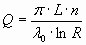 Q = π · L · n / λ₀ · ln R